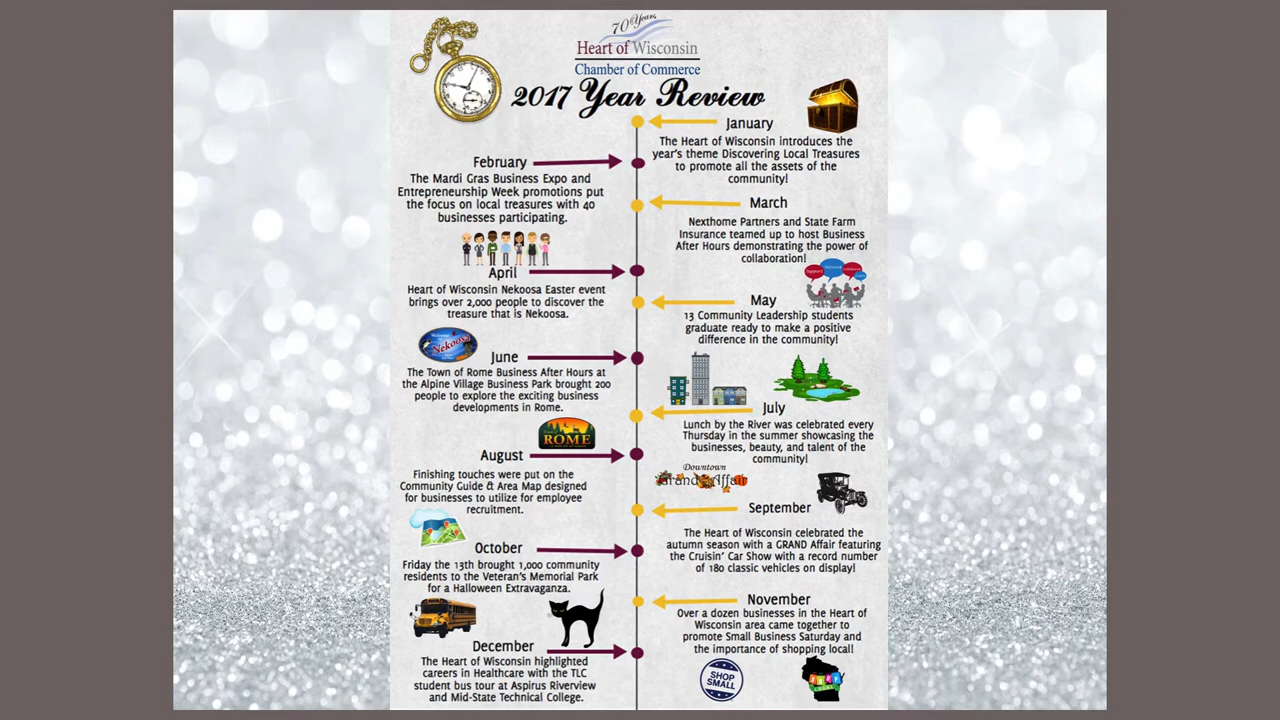 70 Years
Heart of Wisconsin
Chamber of Commerce
2017 Year Review
January
The Heart of Wisconsin introduces the
year's theme Discovering Local Treasures
to promote all the assets of the
community!
February
The Mardi Gras Business Expo and
Entrepreneurship Week promotions put
the focus on local treasures with 40
businesses participating.
March
Nexthome Partners and State Farm
Insurance teamed up to host Business
After Hours demonstrating the power of
collaboration!
April
Heart of Wisconsin Nekoosa Easter event
brings over 2,000 people to discover the
treasure that is Nekoosa.
Support
May
13 Community Leadership students
graduate ready to make a positive
difference in the community!
Nekoosa
June
The Town of Rome Business After Hours at
the Alpine Village Business Park brought 200
people to explore the exciting business
developments in Rome.
July
Lunch by the River was celebrated every
Thursday in the summer showcasing the
businesses, beauty, and talent of the
community!
ROME
August
Finishing touches were put on the
Community Guide & Area Map designed
for businesses to utilize for employee
recruitment.
Downtown
Grand Affair
September
The Heart of Wisconsin celebrated the
autumn season with a GRAND Affair featuring
the Cruisin' Car Show with a record number
of 180 classic vehicles on display!
October
Friday the 13th brought 1,000 community
residents to the Veteran's Memorial Park
for a Halloween Extravaganza.
November
Over a dozen businesses in the Heart of
Wisconsin area came together to
promote Small Business Saturday and
the importance of shopping local!
SHOP
SMALL
December
The Heart of Wisconsin highlighted
careers in Healthcare with the TLC
student bus tour at Aspirus Riverview
and Mid-State Technical College.